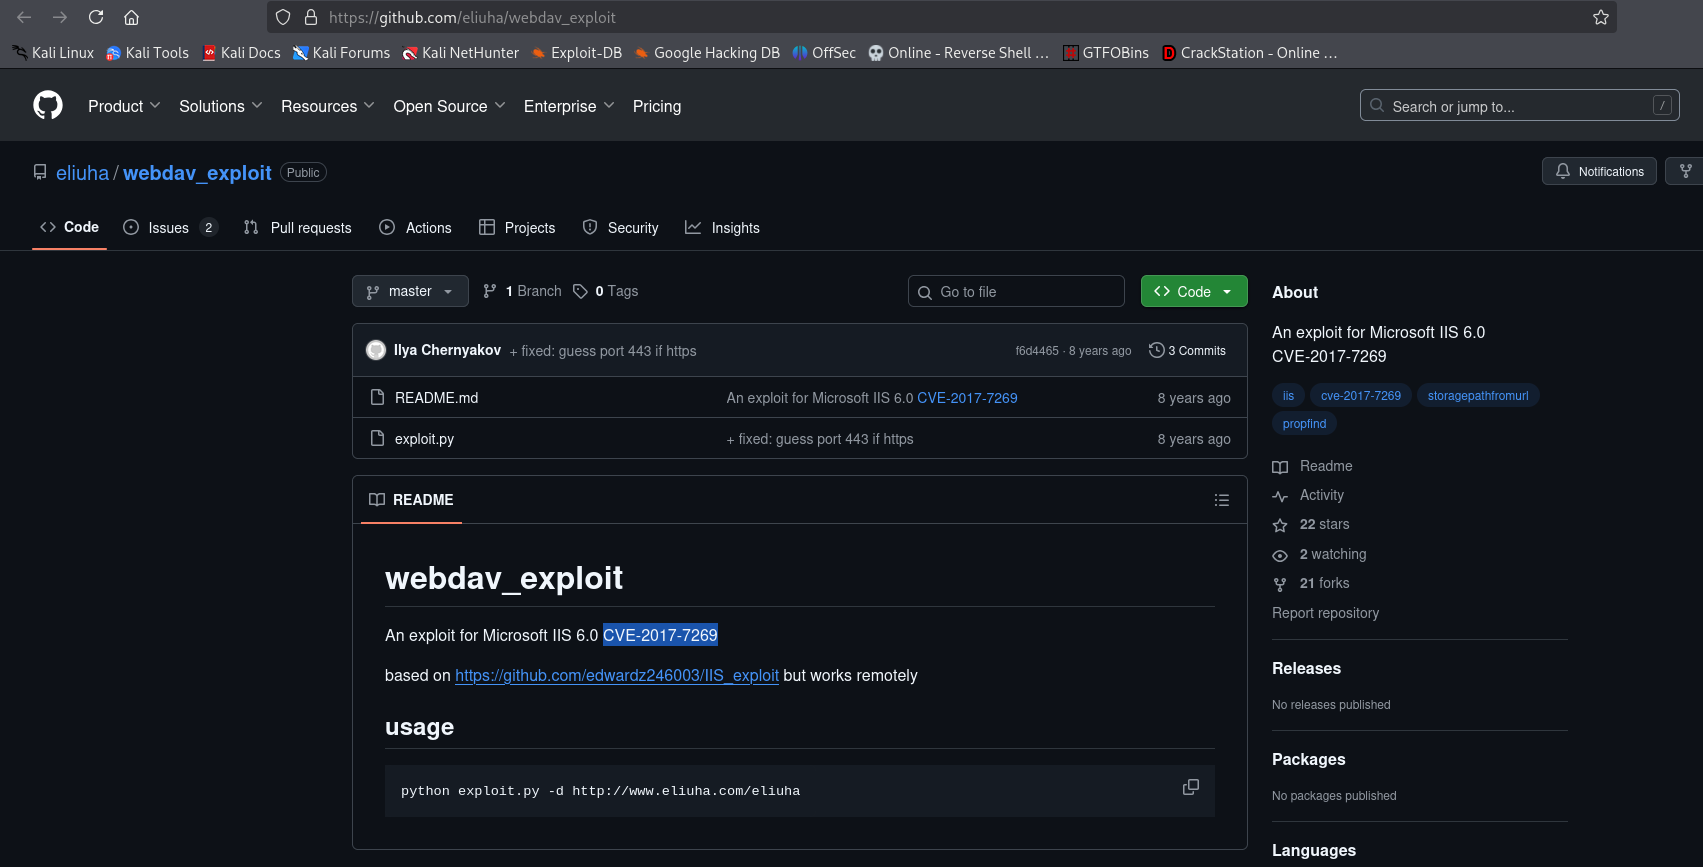 https://github.com/eliuha/webdav_exploit
Kali Linux Kali Tools Kali Docs Kali Forums Kali NetHunter Exploit-DB Google Hacking DB OffSec Online - Reverse Shell … GTFOBins CrackStation - Online …
Product Solutions Resources Open Source Enterprise Pricing Search or jump to... /
eliuha / webdav_exploit Public Notifications
Code Issues 2 Pull requests Actions Projects Security Insights
master 1 Branch 0 Tags Go to file Code
Ilya Chernyakov + fixed: guess port 443 if https f6d4465 · 8 years ago 3 Commits
README.md An exploit for Microsoft IIS 6.0 CVE-2017-7269 8 years ago
exploit.py + fixed: guess port 443 if https 8 years ago
README
webdav_exploit
An exploit for Microsoft IIS 6.0 CVE-2017-7269
based on https://github.com/edwardz246003/IIS_exploit but works remotely
usage
python exploit.py -d http://www.eliuha.com/eliuha
About
An exploit for Microsoft IIS 6.0
CVE-2017-7269
iis cve-2017-7269 storagepathfromurl
propfind
Readme
Activity
22 stars
2 watching
21 forks
Report repository
Releases
No releases published
Packages
No packages published
Languages